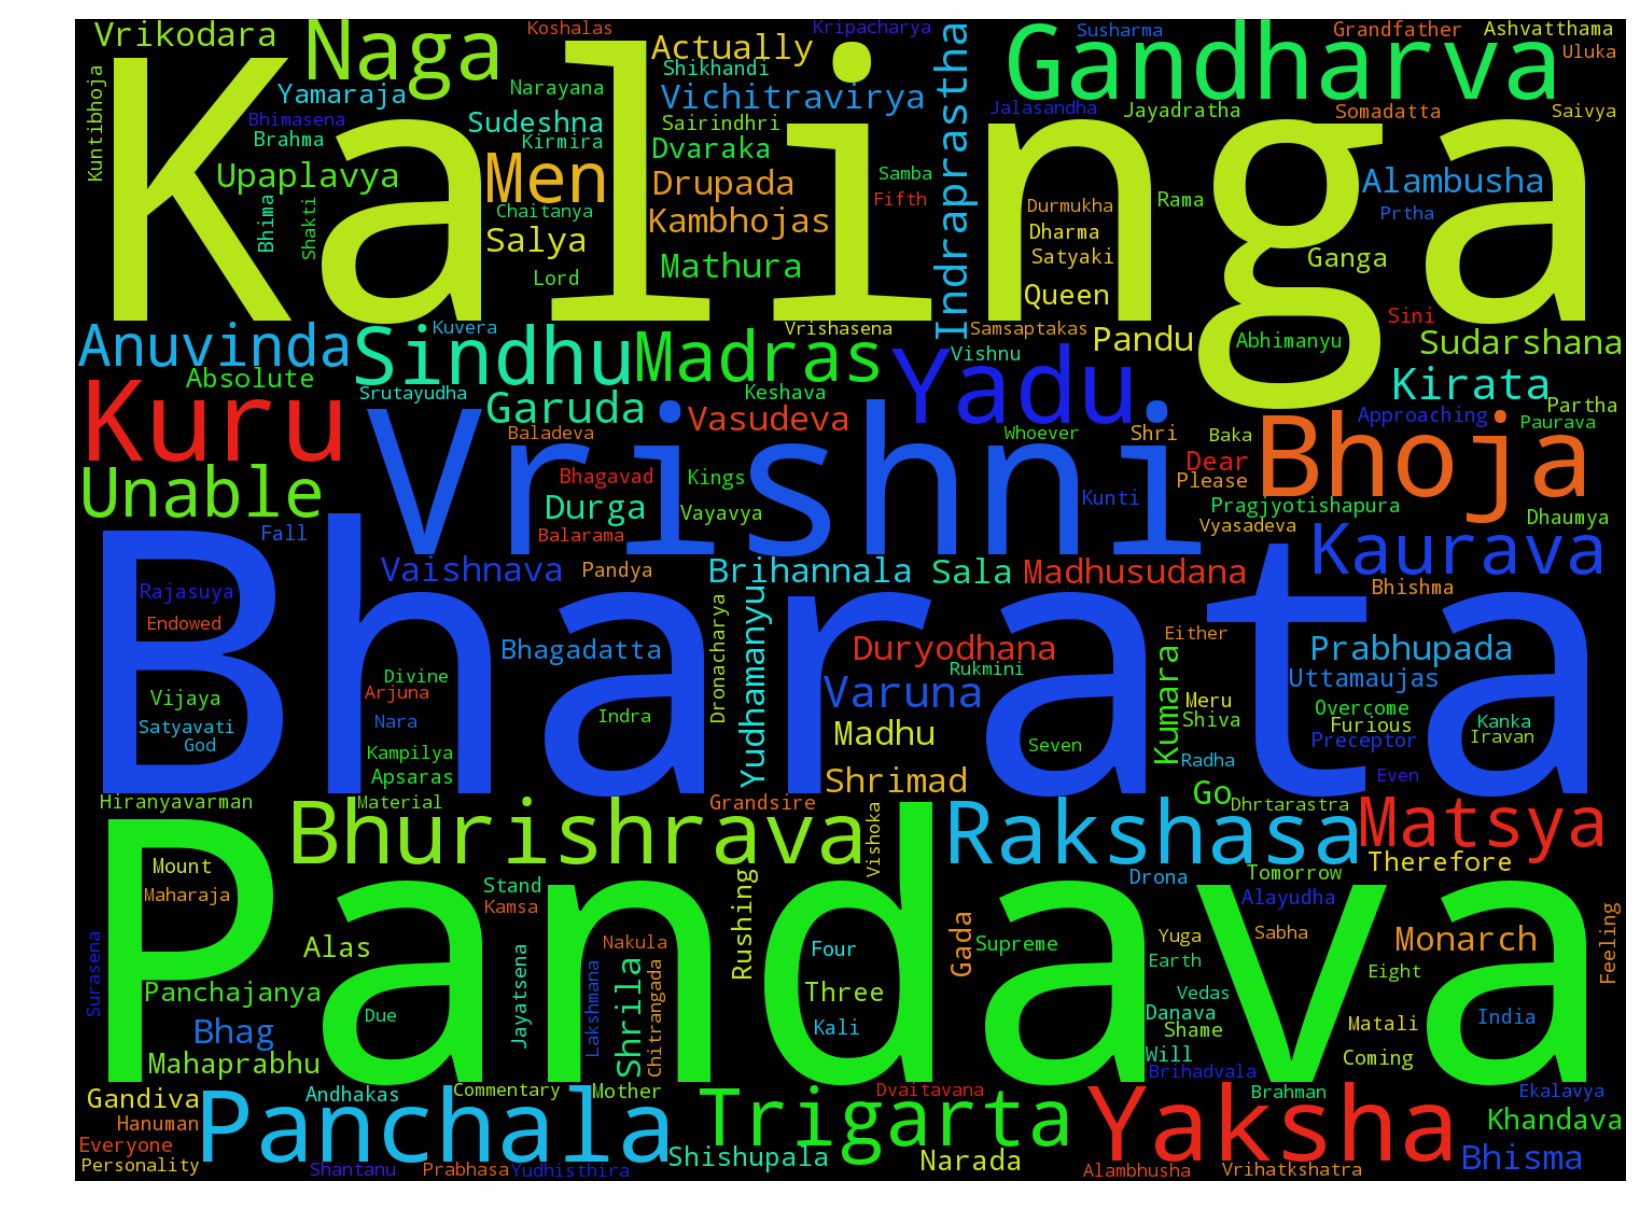 Vrikodara
Naga
Koshalas
Actually
Kripacharya
Gandharva
Susharma
Grandfather
Ashvatthama
Uluka
Kalinga
Kuntibhoja
Yamaraja
Narayana
Shikhandi
Vichitravirya
Indraprastha
Jalasandha
Jayadratha
Somadatta
Saivya
Bhimasena
Brahma
Sudeshna
Kirmira
Sairindhri
Dvaraka
Upaplavya
Men
Drupada
Samba
Fifth
Alambusha
Prtha
Bhima
Shakti
Chaitanya
Salya
Kambhojas
Durmukha
Dharma
Satyaki
Rama
Lord
Mathura
Queen
Ganga
Sini
Anuvinda
Kuvera
Sindhu
Vrishasena
Madras
Samsaptakas
Pandu
Abhimanyu
Sudarshana
Absolute
Srutayudha
Keshava
Yadu
Vishnu
Kirata
Kuru
Garuda
Vasudeva
Approaching
Partha
Paurava
Vrishni
Baladeva
Whoever
Shri
Baka
Bhoja
Unable
Bhagavad
Kings
Dear
Please
Durga
Vayavya
Kunti
Pragjyotishapura
Vyasadeva
Dhaumya
Fall
Balarama
Kaurava
Bharata
Vaishnava
Pandya
Brihannala
Sala
Madhusudana
Bhishma
Rajasuya
Endowed
Dronacharya
Yudhamanyu
Bhagadatta
Duryodhana
Rukmini
Either
Prabhupada
Uttamaujas
Divine
Arjuna
Varuna
Kumara
Vijaya
Satyavati
God
Nara
Indra
Madhu
Meru
Shiva
Overcome
Furious
Preceptor
Kanka
Iravan
Kampilya
Apsaras
Shrimad
Seven
Radha
Even
Hiranyavarman
Material
Grandsire
Go
Dhrtarastra
Bhurishrava
Vishoka
Rakshasa
Matsya
Pandava
Mount
Maharaja
Stand
Kamsa
Rushing
Drona
Tomorrow
Therefore
Alayudha
Surasena
Alas
Nakula
Four
Gada
Supreme
Yuga
Sabha
Monarch
Feeling
Panchajanya
Jayatsena
Lakshmana
Shrila
Chitrangada
Three
Earth
Eight
Bhag
Due
Kali
Vedas
Danava
Shame
Matali
India
Mahaprabhu
Will
Brihadvala
Coming
Gandiva
Andhakas
Commentary
Mother
Dvaitavana
Brahman
Ekalavya
Hanuman
Panchala
Trigarta
Yaksha
Khandava
Everyone
Personality
Shantanu
Prabhasa
Yudhisthira
Shishupala
Narada
Alambhusha
Vrihatkshatra
Bhisma